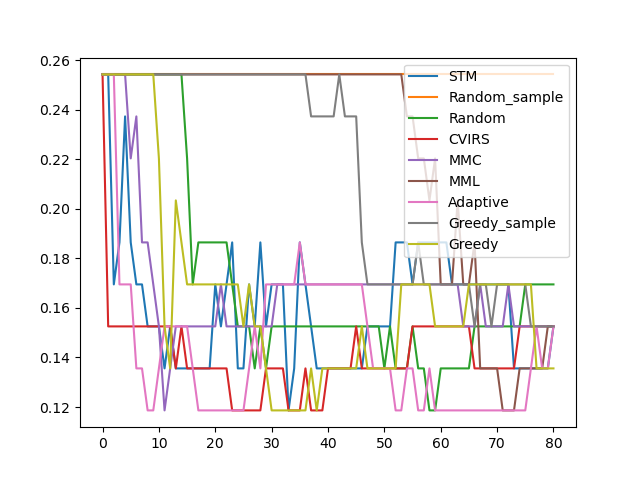 0.26
0.24
0.22
0.20
0.18
0.16
0.14
0.12
0 10 20 30 40 50 60 70 80
STM
Random_sample
Random
CVIRS
MMC
MML
Adaptive
Greedy_sample
Greedy